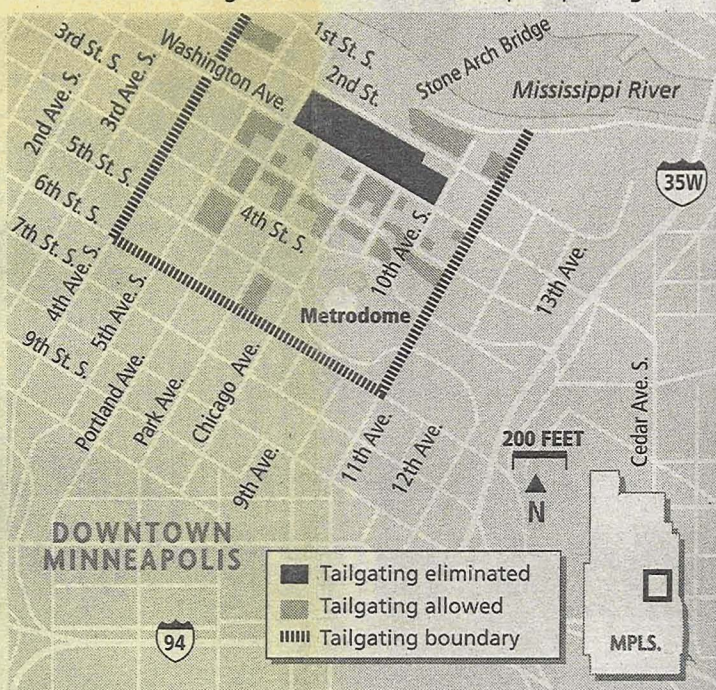 1st St. S.
3rd St. S.
Washington Ave.
2nd St.
Stone Arch Bridge
Mississippi River
2nd Ave. S.
3rd Ave. S.
5th St. S.
35W
6th St. S.
4th St. S.
7th St. S.
10th Ave. S.
4th Ave. S.
5th Ave. S.
13th Ave.
Metrodome
9th St. S.
Portland Ave.
Park Ave.
Chicago Ave.
Cedar Ave. S.
9th Ave.
11th Ave.
12th Ave.
200 FEET
N
DOWNTOWN
MINNEAPOLIS
Tailgating eliminated
Tailgating allowed
Tailgating boundary
94
MPLS.